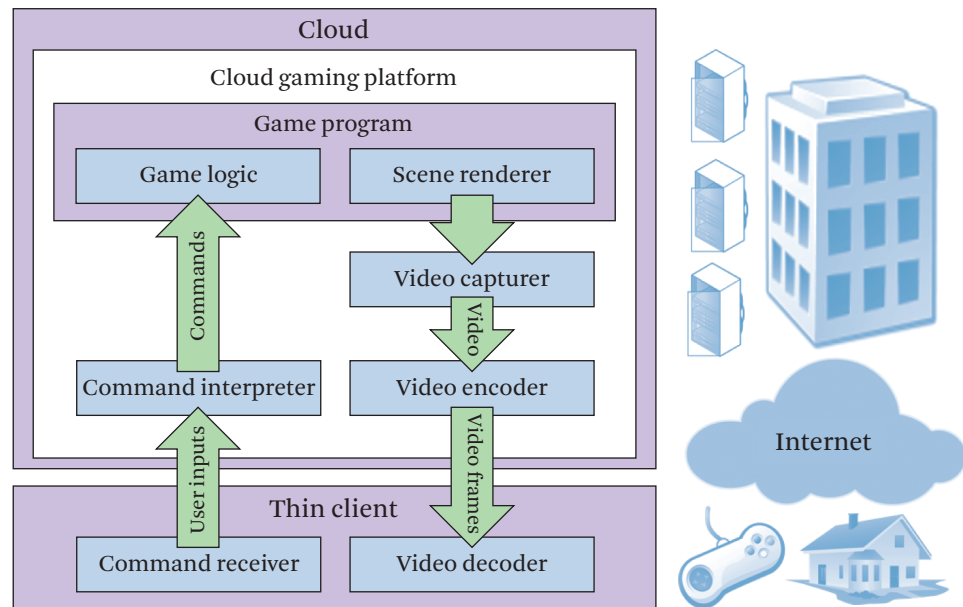 Cloud
Cloud gaming platform
Game program
Game logic
Scene renderer
Commands
Video capturer
Video
Command interpreter
Video encoder
Internet
User inputs
Video frames
Thin client
Command receiver
Video decoder